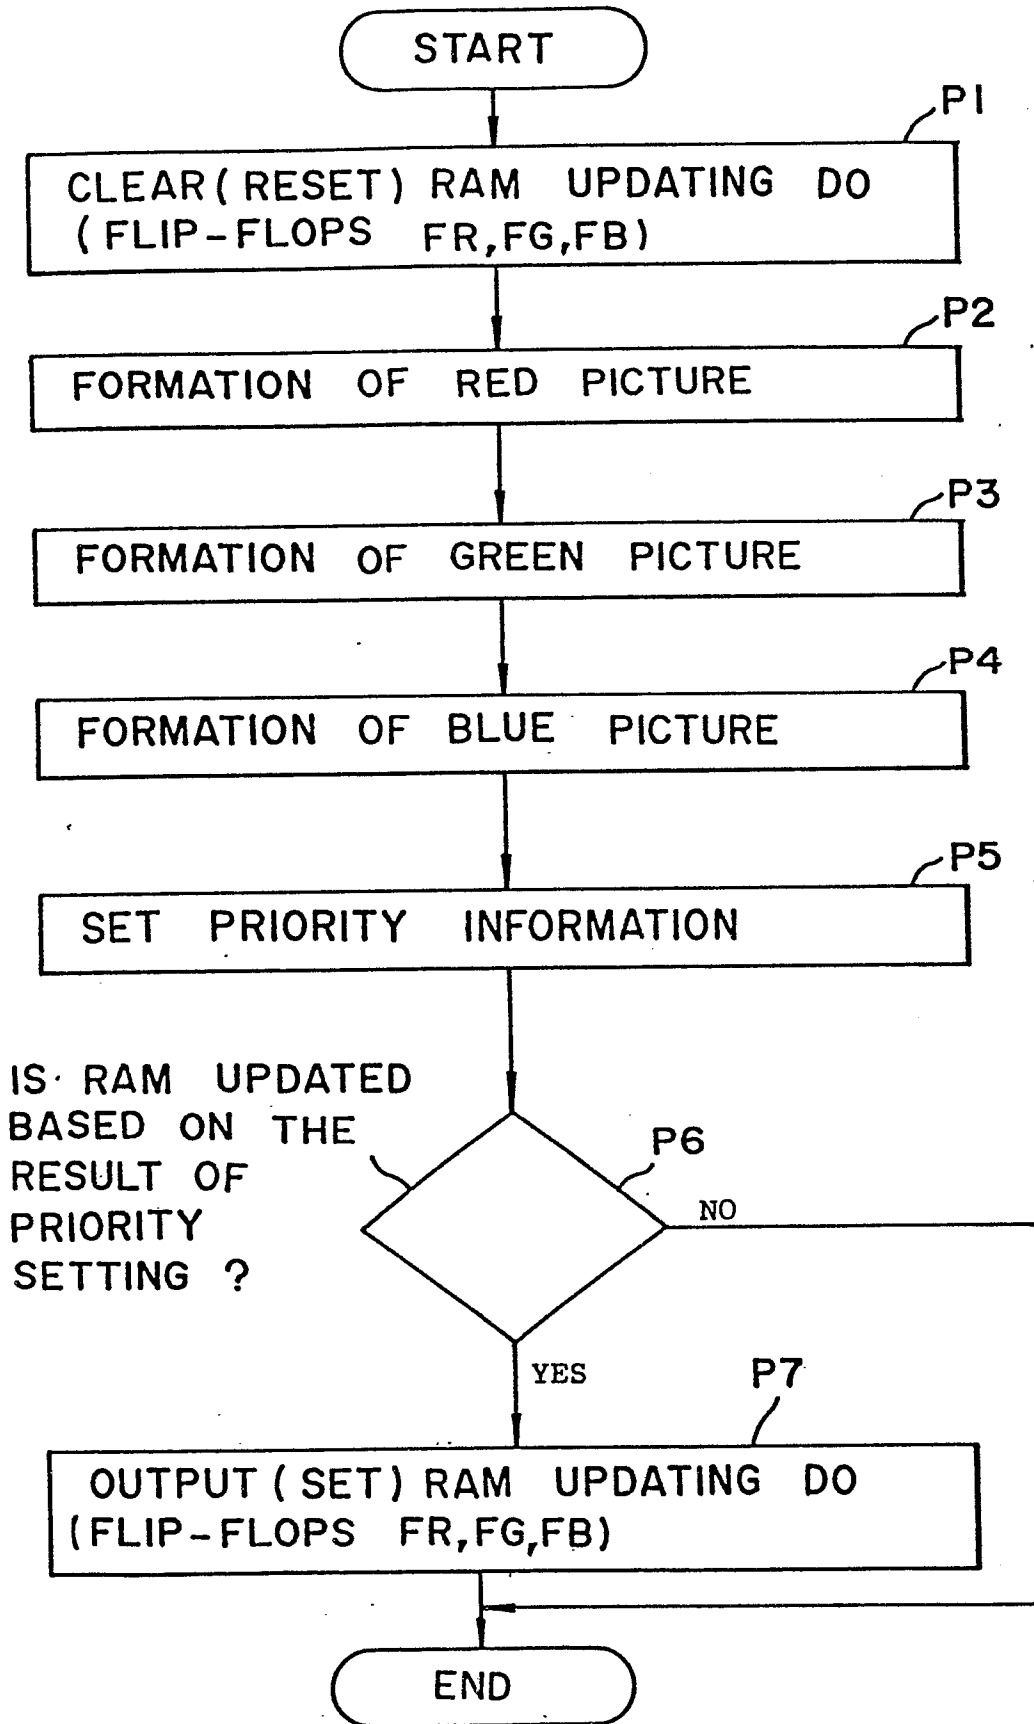 START
P1
CLEAR(RESET) RAM UPDATING DO
(FLIP-FLOPS FR,FG,FB)
P2
FORMATION OF RED PICTURE
P3
FORMATION OF GREEN PICTURE
P4
FORMATION OF BLUE PICTURE
P5
SET PRIORITY INFORMATION
IS RAM UPDATED
BASED ON THE
RESULT OF
PRIORITY
SETTING ?
P6
NO
YES
P7
OUTPUT(SET) RAM UPDATING DO
(FLIP-FLOPS FR,FG,FB)
END